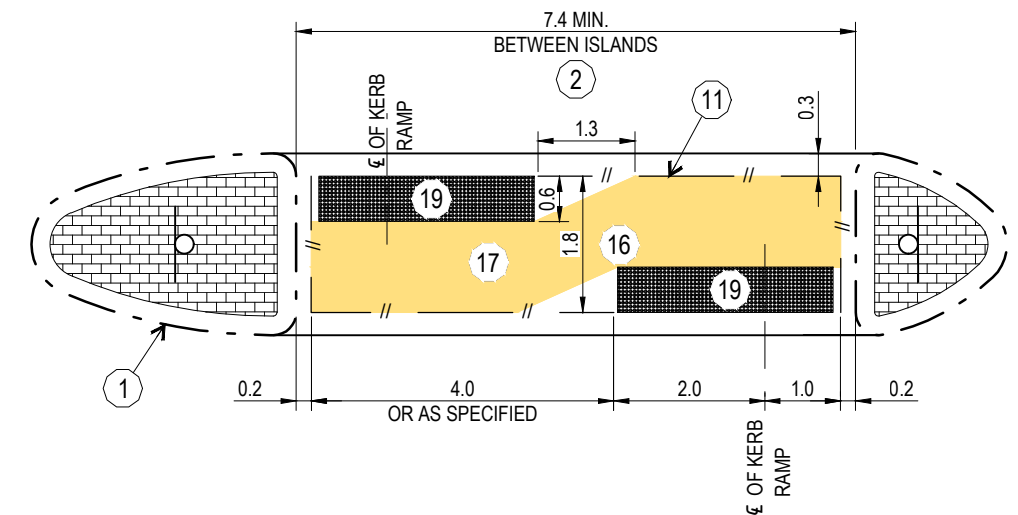 7.4 MIN.
BETWEEN ISLANDS
2
11
℄ OF KERB
RAMP
1.3
0.3
19
0.6
1.8
16
17
19
1
0.2
4.0
OR AS SPECIFIED
2.0
1.0
0.2
℄ OF KERB
RAMP